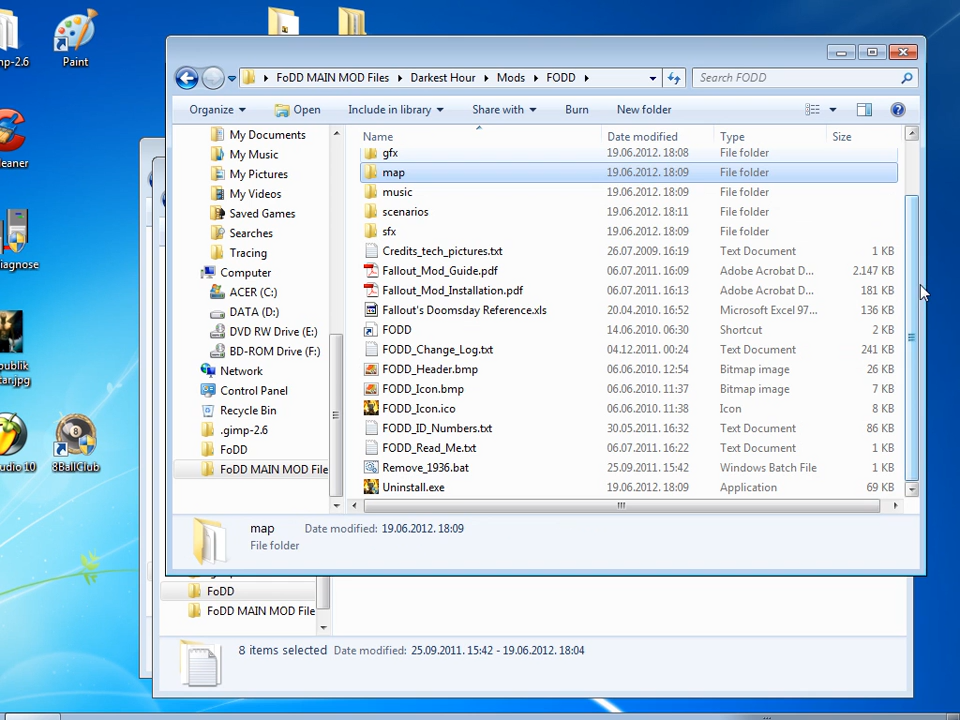 mp-2.6
Paint
leaner
iagnose
publik
tar.jpg
udio 10
8BallClub
FoDD MAIN MOD Files
Darkest Hour
Mods
FODD
Search FODD
Organize
Open
Include in library
Share with
Burn
New folder
My Documents
My Music
My Pictures
My Videos
Saved Games
Searches
Tracing
Computer
ACER (C:)
DATA (D:)
DVD RW Drive (E:)
BD-ROM Drive (F:)
Network
Control Panel
Recycle Bin
.gimp-2.6
FoDD
FoDD MAIN MOD File
Name Date modified Type Size
gfx 19.06.2012. 18:08 File folder
map 19.06.2012. 18:09 File folder
music 19.06.2012. 18:09 File folder
scenarios 19.06.2012. 18:11 File folder
sfx 19.06.2012. 18:09 File folder
Credits_tech_pictures.txt 26.07.2009. 16:19 Text Document 1 KB
Fallout_Mod_Guide.pdf 06.07.2011. 16:09 Adobe Acrobat D... 2.147 KB
Fallout_Mod_Installation.pdf 06.07.2011. 16:13 Adobe Acrobat D... 181 KB
Fallout's Doomsday Reference.xls 20.04.2010. 16:52 Microsoft Excel 97... 136 KB
FODD 14.06.2010. 06:30 Shortcut 2 KB
FODD_Change_Log.txt 04.12.2011. 00:24 Text Document 241 KB
FODD_Header.bmp 06.06.2010. 12:54 Bitmap image 26 KB
FODD_Icon.bmp 06.06.2010. 11:37 Bitmap image 7 KB
FODD_Icon.ico 06.06.2010. 11:38 Icon 8 KB
FODD_ID_Numbers.txt 30.05.2011. 16:32 Text Document 86 KB
FODD_Read_Me.txt 06.07.2011. 16:22 Text Document 1 KB
Remove_1936.bat 25.09.2011. 15:42 Windows Batch File 1 KB
Uninstall.exe 19.06.2012. 18:09 Application 69 KB
map Date modified: 19.06.2012. 18:09
File folder
FoDD
FoDD MAIN MOD File
8 items selected Date modified: 25.09.2011. 15:42 - 19.06.2012. 18:04